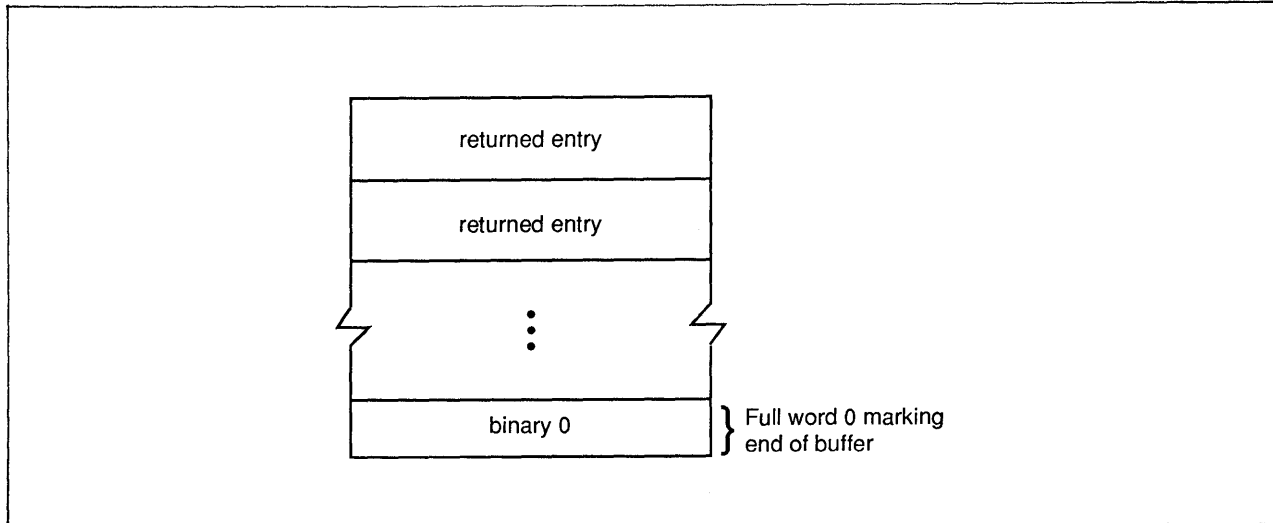 returned entry
returned entry
binary 0
Full word 0 marking
end of buffer